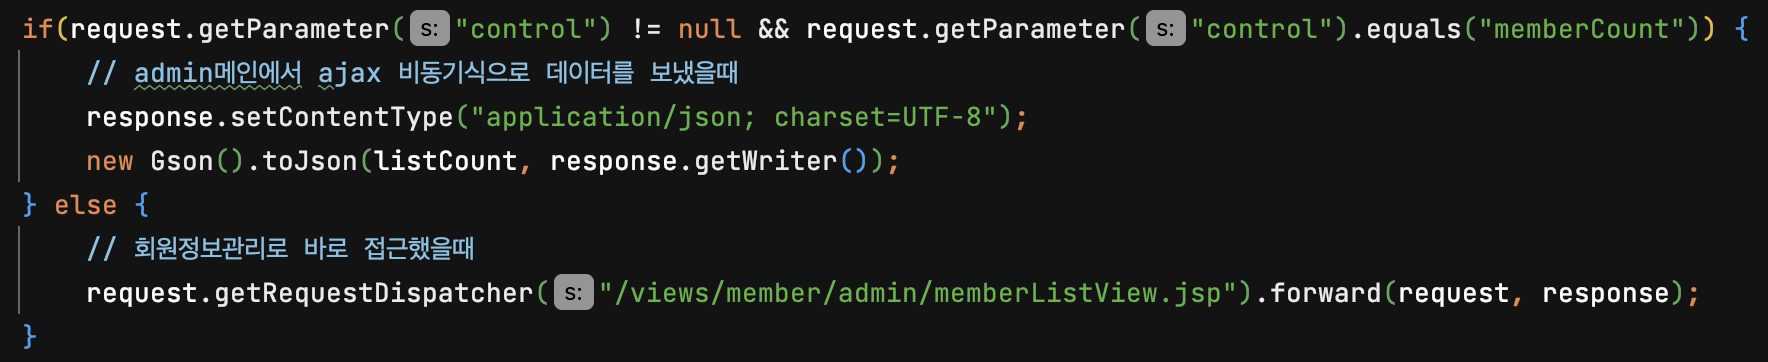 if(request.getParameter( s: "control") != null && request.getParameter( s: "control").equals("memberCount")) {
// admin메인에서 ajax 비동기식으로 데이터를 보냈을때
response.setContentType("application/json; charset=UTF-8");
new Gson().toJson(listCount, response.getWriter());
} else {
// 회원정보관리로 바로 접근했을때
request.getRequestDispatcher( s: "/views/member/admin/memberListView.jsp").forward(request, response);
}